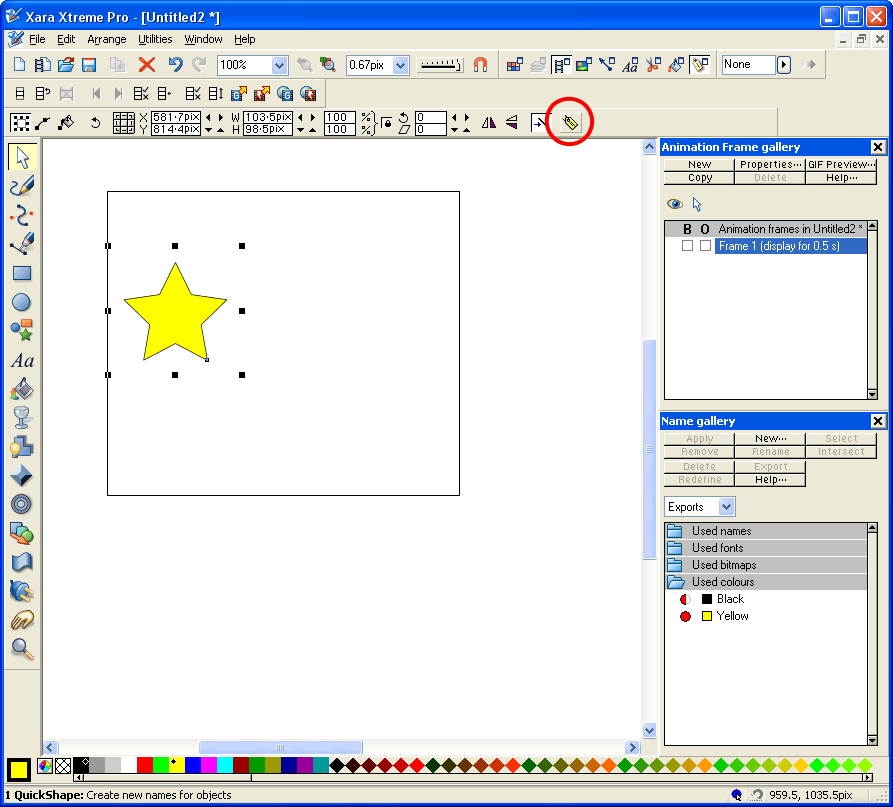 Xara Xtreme Pro - [Untitled2 *]
File Edit Arrange Utilities Window Help
100% 0.67pix None
X 581.7pix W 103.5pix 100 % 0
Y 814.4pix H 98.5pix 100 % 0
Animation Frame gallery
New Properties... GIF Preview...
Copy Delete Help...
B O Animation frames in Untitled2 *
Frame 1 (display for 0.5 s)
Aa
Name gallery
Apply New... Select
Remove Rename Intersect
Delete Export
Redefine Help...
Exports
Used names
Used fonts
Used bitmaps
Used colours
Black
Yellow
1 QuickShape: Create new names for objects 959.5, 1035.5pix